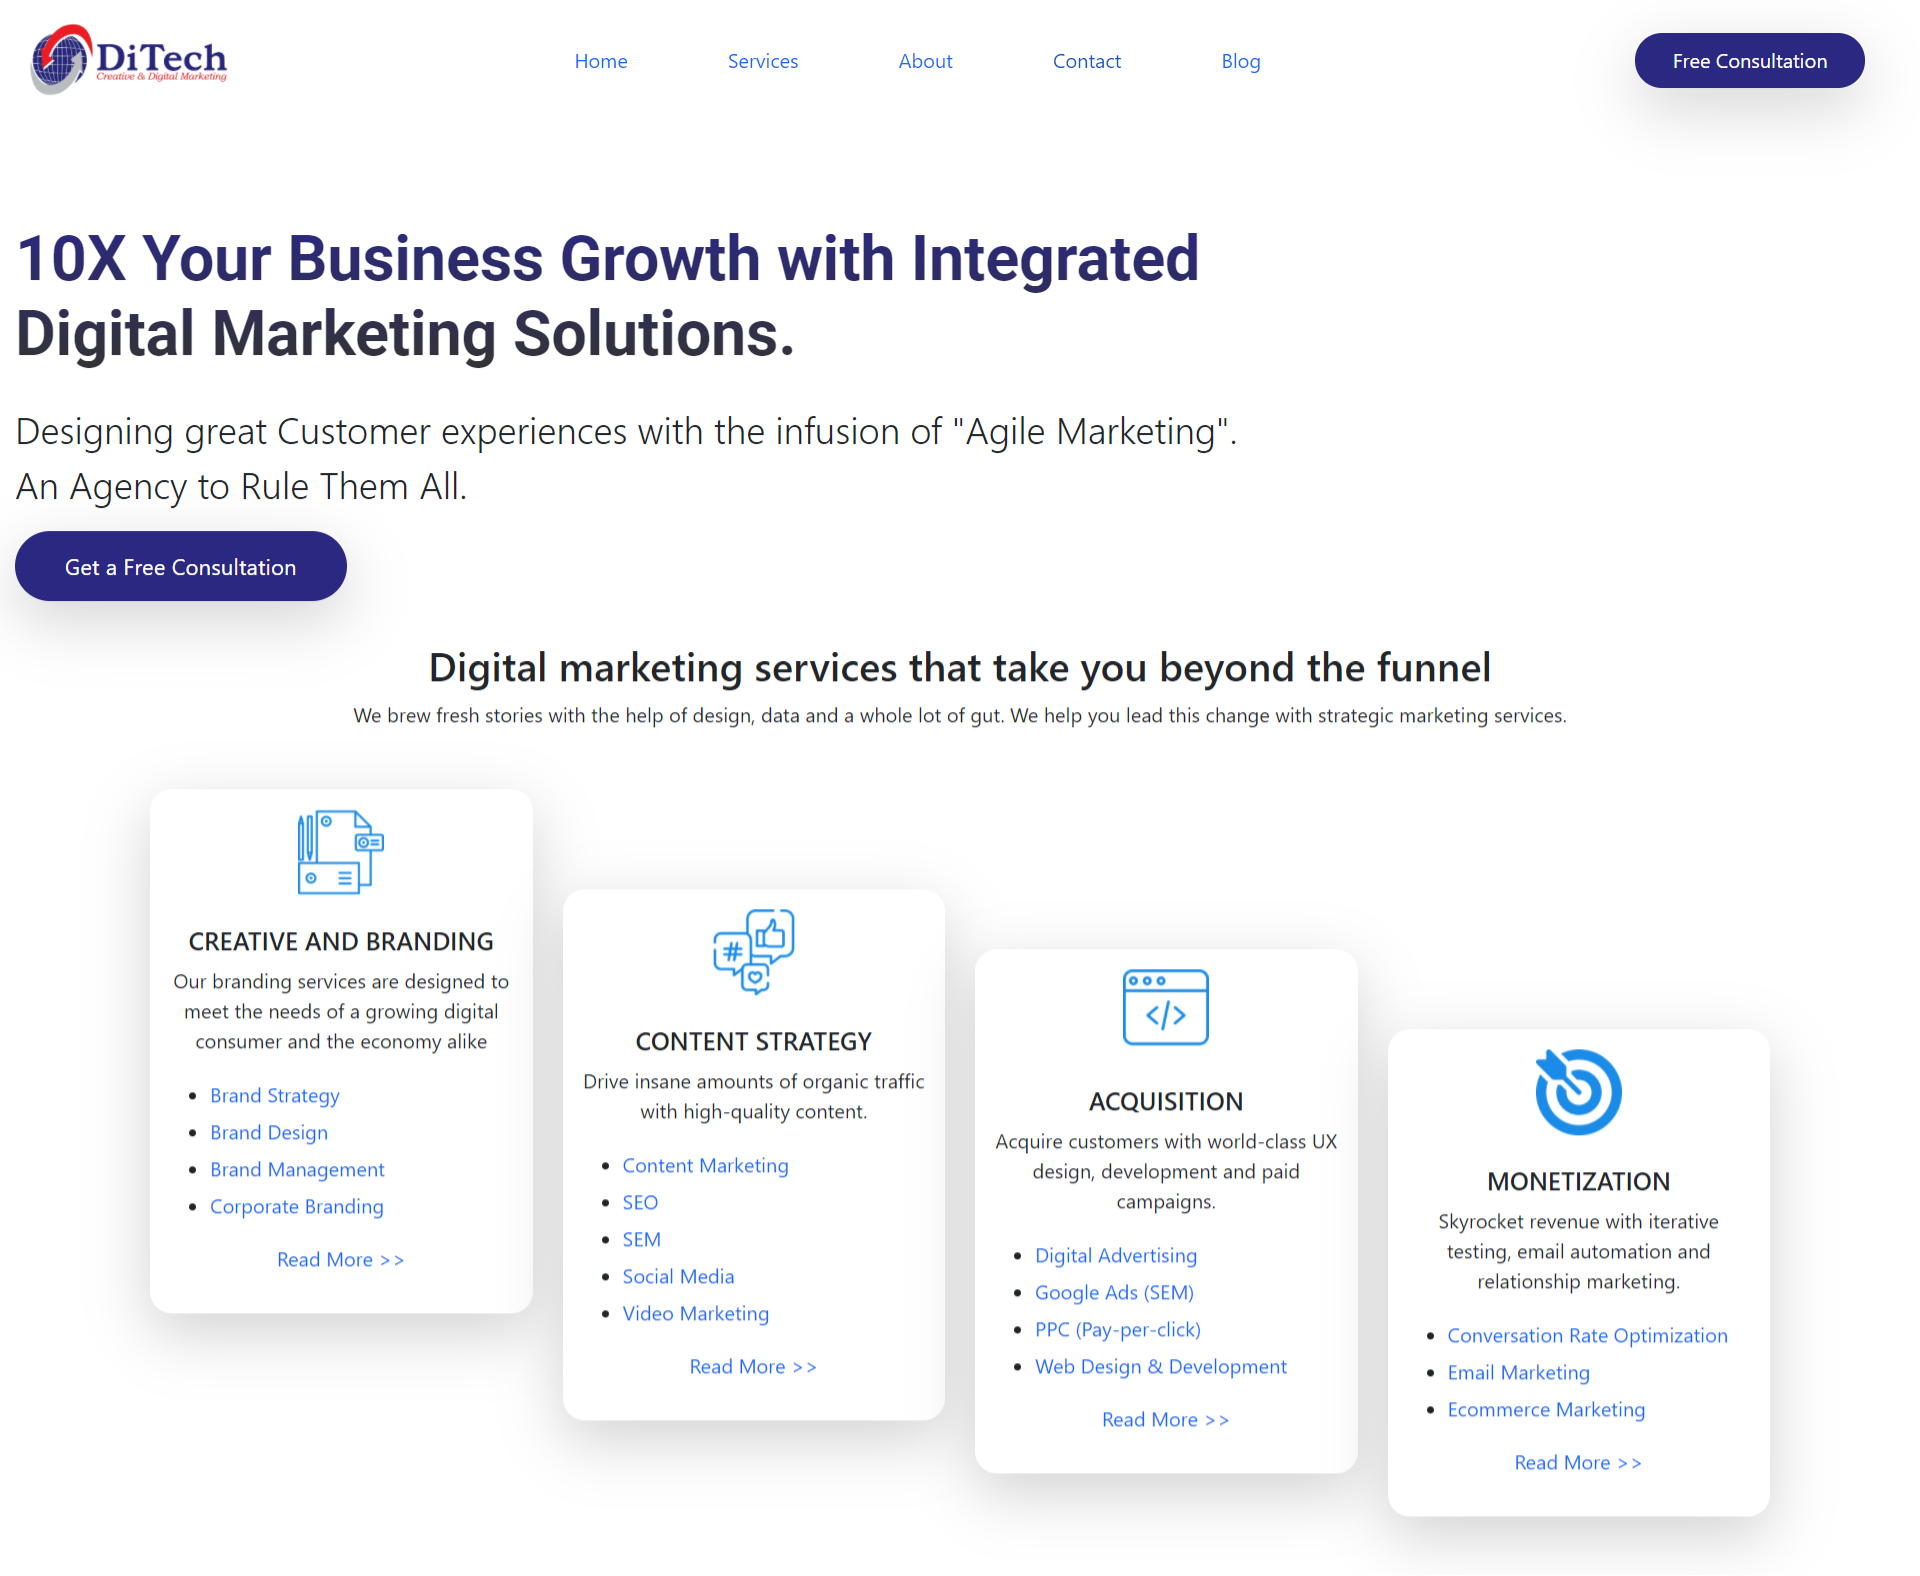 DiTech
Creative & Digital Marketing
Home
Services
About
Contact
Blog
Free Consultation
10X Your Business Growth with Integrated
Digital Marketing Solutions.
Designing great Customer experiences with the infusion of "Agile Marketing".
An Agency to Rule Them All.
Get a Free Consultation
Digital marketing services that take you beyond the funnel
We brew fresh stories with the help of design, data and a whole lot of gut. We help you lead this change with strategic marketing services.
CREATIVE AND BRANDING
Our branding services are designed to
meet the needs of a growing digital
consumer and the economy alike
Brand Strategy
Brand Design
Brand Management
Corporate Branding
Read More >>
#
CONTENT STRATEGY
Drive insane amounts of organic traffic
with high-quality content.
Content Marketing
SEO
SEM
Social Media
Video Marketing
Read More >>
</>
ACQUISITION
Acquire customers with world-class UX
design, development and paid
campaigns.
Digital Advertising
Google Ads (SEM)
PPC (Pay-per-click)
Web Design & Development
Read More >>
MONETIZATION
Skyrocket revenue with iterative
testing, email automation and
relationship marketing.
Conversation Rate Optimization
Email Marketing
Ecommerce Marketing
Read More >>